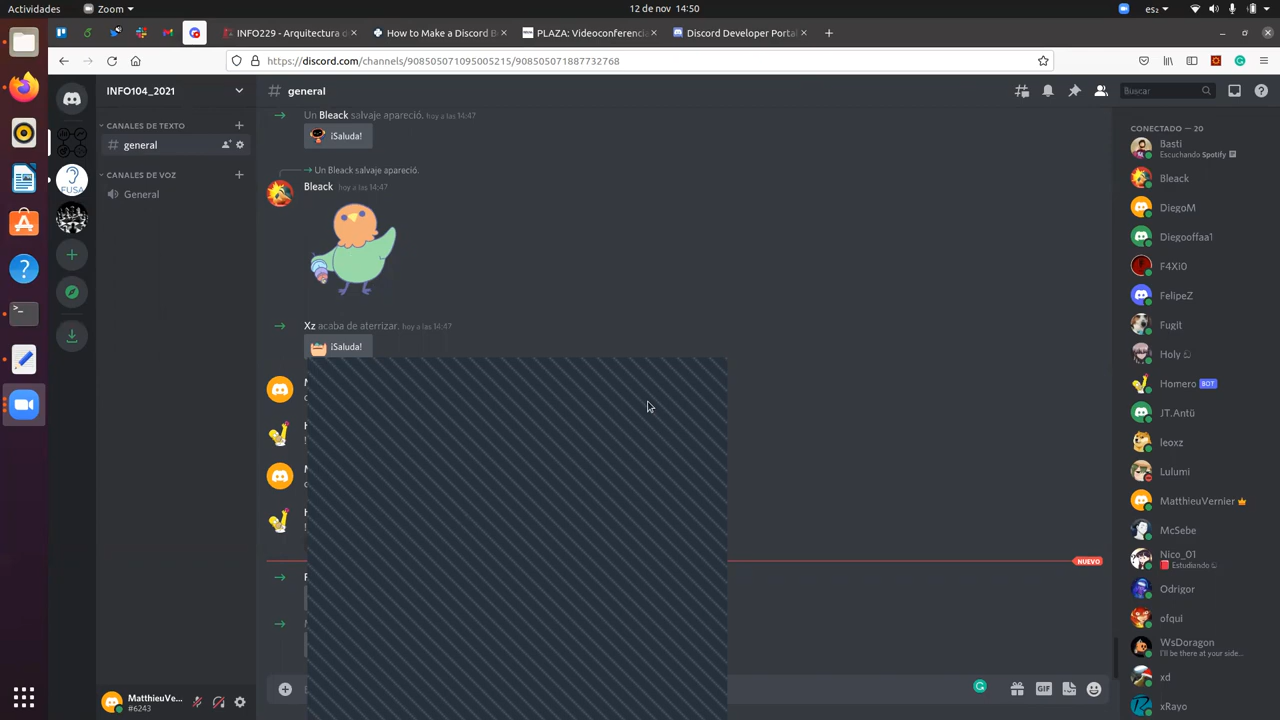 Actividades
Zoom
12 de nov 14:50
es₂
INFO229 - Arquitectura d
How to Make a Discord B
PLAZA: Videoconferencia
Discord Developer Portal
https://discord.com/channels/908505071095005215/908505071887732768
INFO104_2021
general
Buscar
CANALES DE TEXTO
general
CANALES DE VOZ
General
Un Bleack salvaje apareció. hoy a las 14:47
¡Saluda!
Un Bleack salvaje apareció.
Bleack hoy a las 14:47
Xz acaba de aterrizar. hoy a las 14:47
¡Saluda!
NUEVO
GIF
FUSA
MatthieuVe...
#6243
CONECTADO — 20
Basti
Escuchando Spotify
Bleack
DiegoM
Diegooffaa1
F4Xi0
FelipeZ
Fugit
Holy
Homero BOT
JT.Antü
leoxz
Lulumi
MatthieuVernier
McSebe
Nico_01
Estudiando
Odrigor
ofqui
WsDoragon
I'll be there at your side...
xd
xRayo